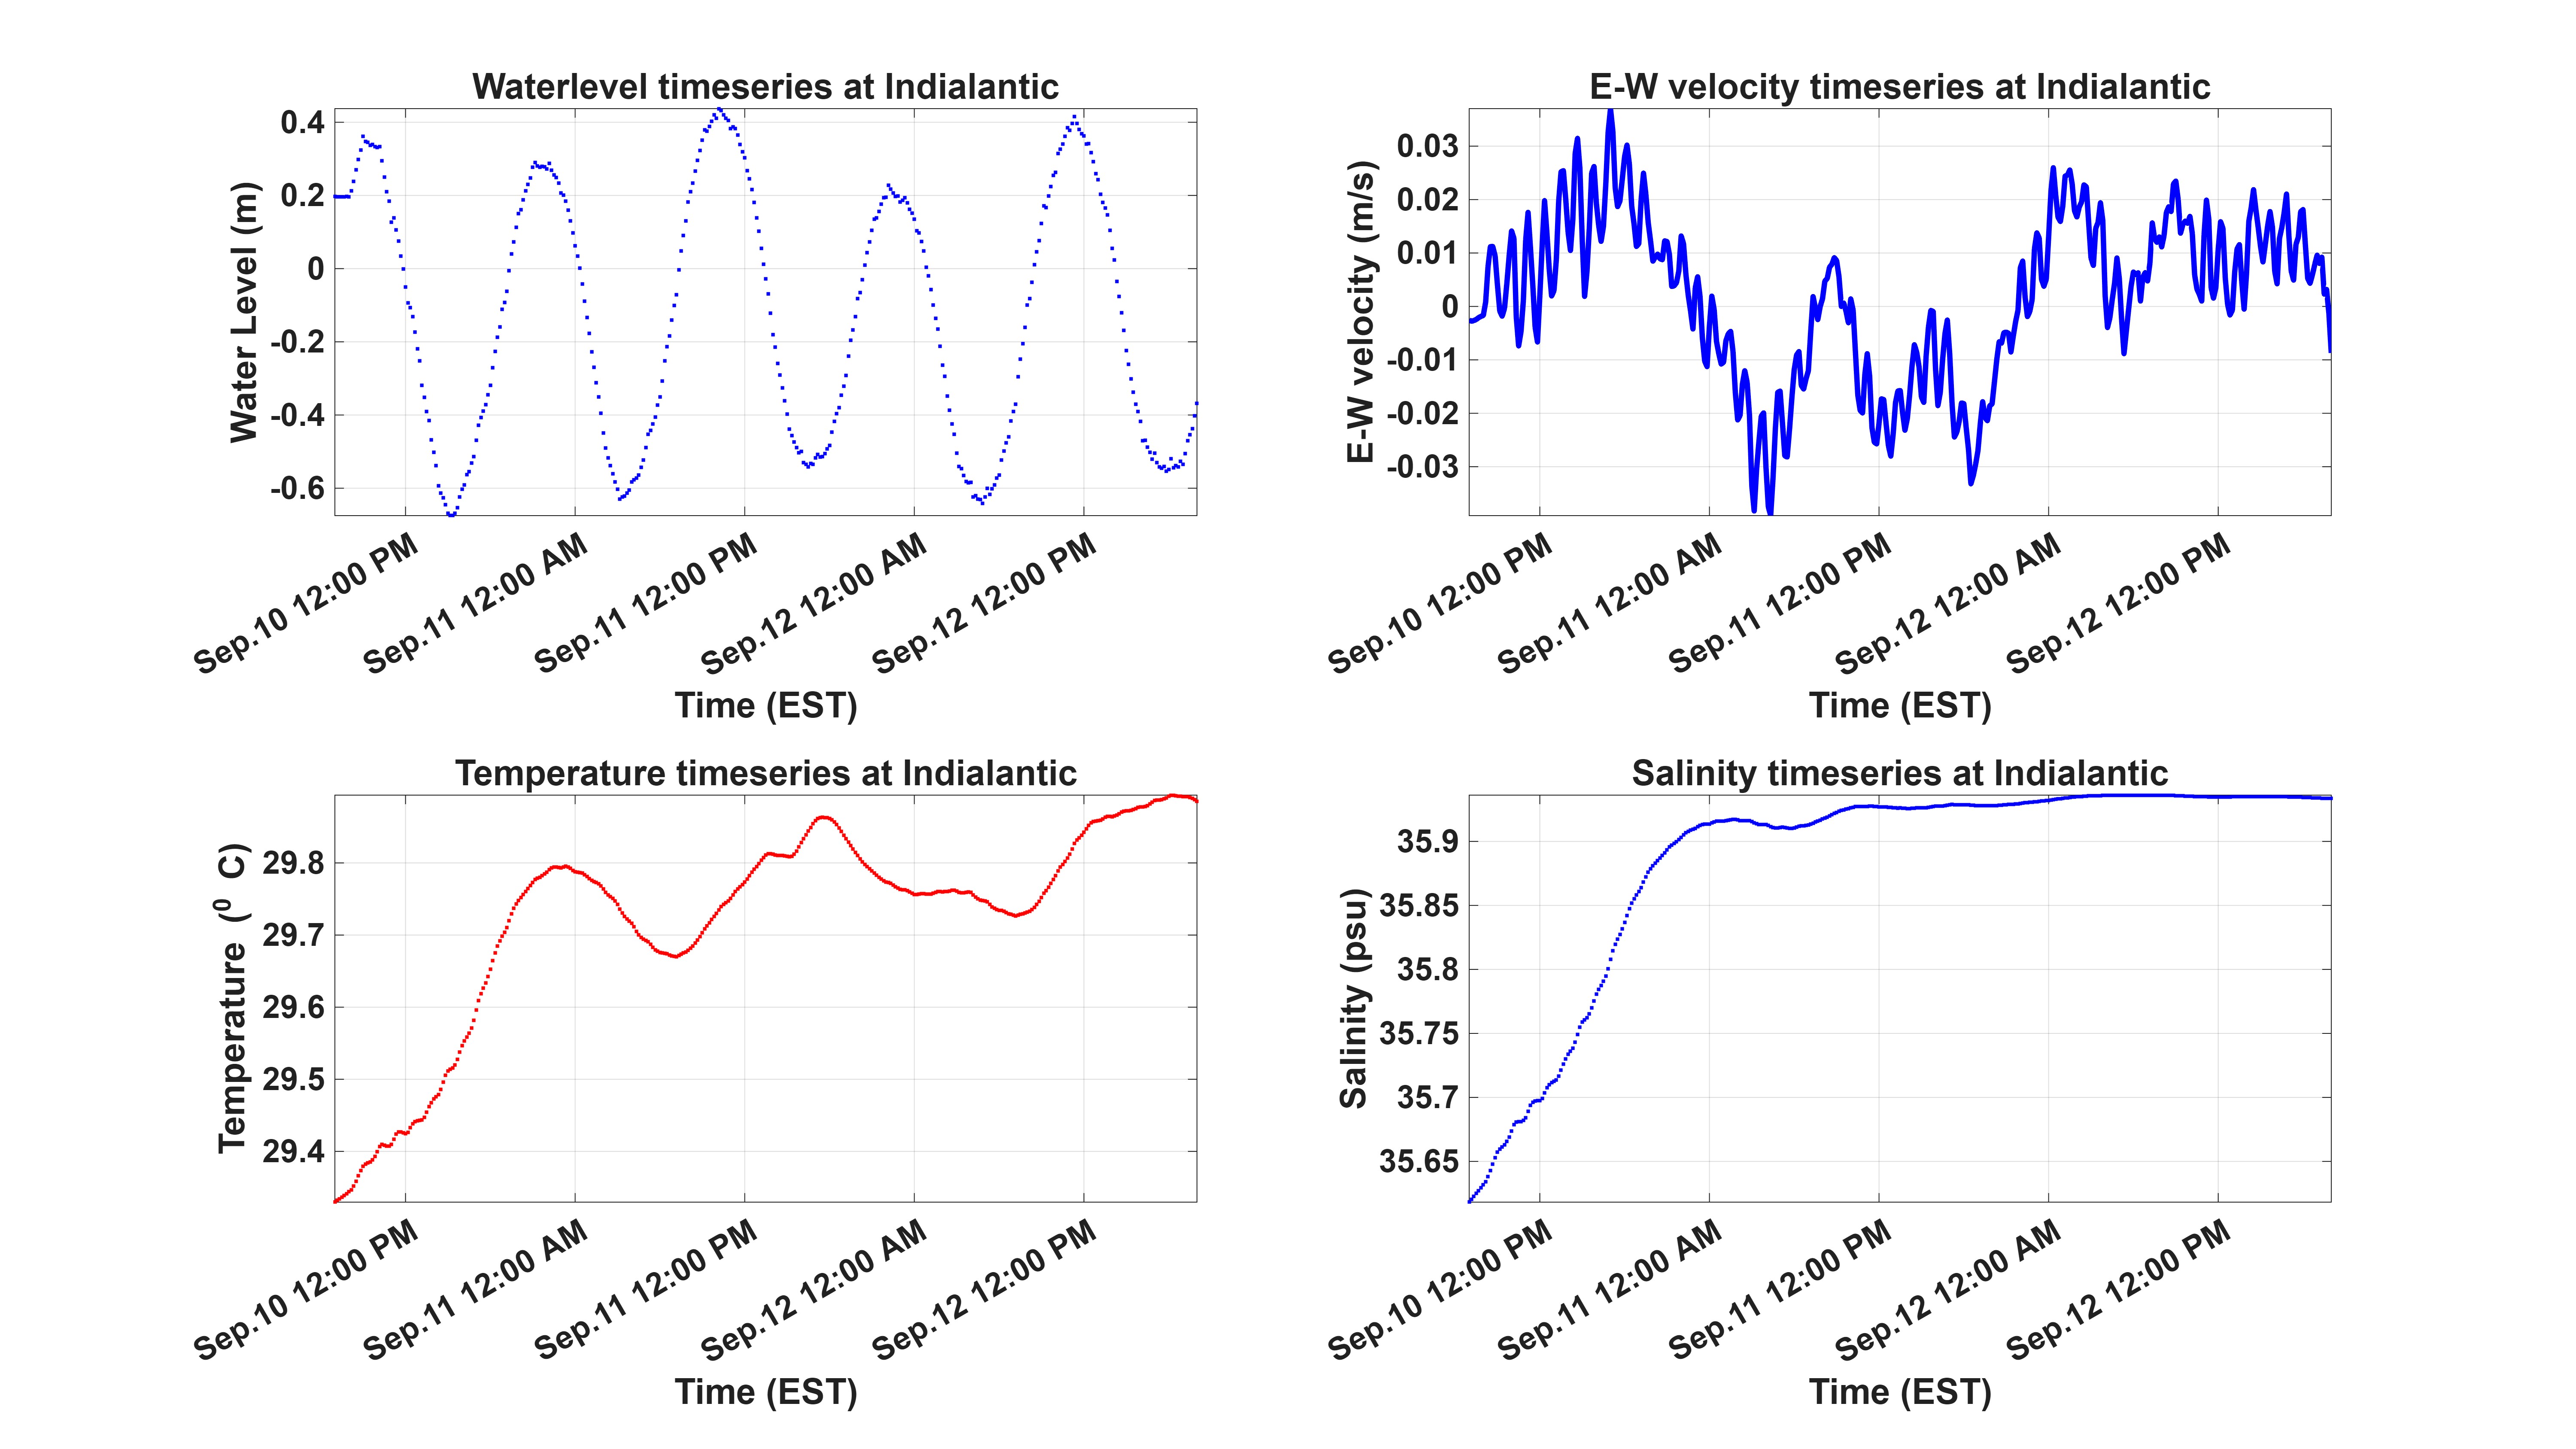 Waterlevel timeseries at Indialantic
0.4
0.2
0
-0.2
-0.4
-0.6
Water Level (m)
Sep.10 12:00 PM
Sep.11 12:00 AM
Sep.11 12:00 PM
Sep.12 12:00 AM
Sep.12 12:00 PM
Time (EST)
E-W velocity timeseries at Indialantic
0.03
0.02
0.01
0
-0.01
-0.02
-0.03
E-W velocity (m/s)
Sep.10 12:00 PM
Sep.11 12:00 AM
Sep.11 12:00 PM
Sep.12 12:00 AM
Sep.12 12:00 PM
Time (EST)
Temperature timeseries at Indialantic
29.8
29.7
29.6
29.5
29.4
Temperature (⁰ C)
Sep.10 12:00 PM
Sep.11 12:00 AM
Sep.11 12:00 PM
Sep.12 12:00 AM
Sep.12 12:00 PM
Time (EST)
Salinity timeseries at Indialantic
35.9
35.85
35.8
35.75
35.7
35.65
Salinity (psu)
Sep.10 12:00 PM
Sep.11 12:00 AM
Sep.11 12:00 PM
Sep.12 12:00 AM
Sep.12 12:00 PM
Time (EST)